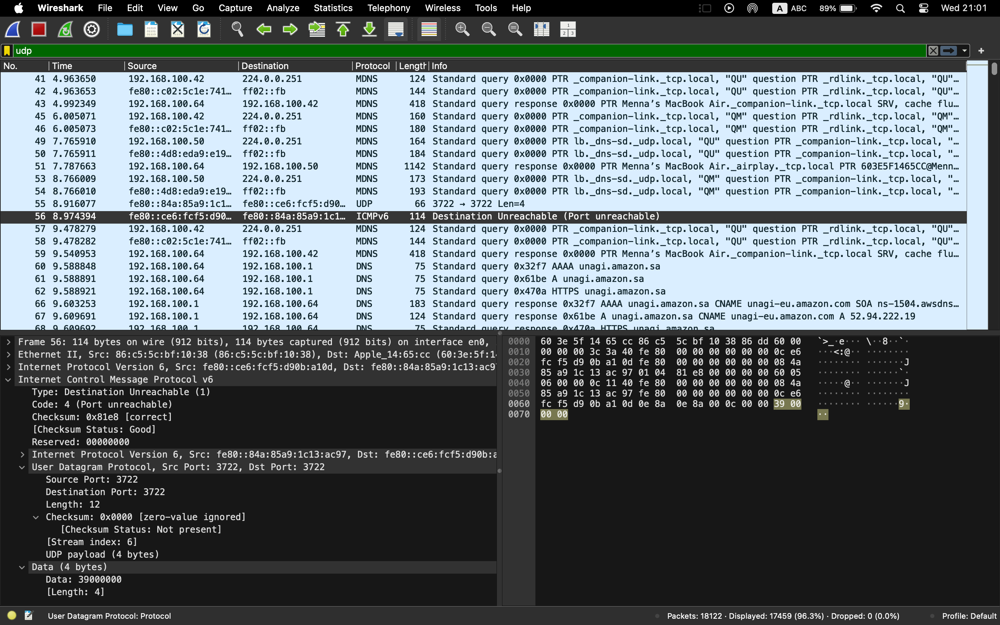 Wireshark File Edit View Go Capture Analyze Statistics Telephony Wireless Tools Help A ABC 89% Wed 21:01
udp
No. Time Source Destination Protocol Length Info
41 4.963650 192.168.100.42 224.0.0.251 MDNS 124 Standard query 0x0000 PTR _companion-link._tcp.local, "QU" question PTR _rdlink._tcp.local, "QU"…
42 4.963653 fe80::c02:5c1e:741… ff02::fb MDNS 144 Standard query 0x0000 PTR _companion-link._tcp.local, "QU" question PTR _rdlink._tcp.local, "QU"…
43 4.992349 192.168.100.64 192.168.100.42 MDNS 418 Standard query response 0x0000 PTR Menna’s MacBook Air._companion-link._tcp.local SRV, cache flu…
45 6.005071 192.168.100.42 224.0.0.251 MDNS 160 Standard query 0x0000 PTR _companion-link._tcp.local, "QM" question PTR _rdlink._tcp.local, "QM"…
46 6.005073 fe80::c02:5c1e:741… ff02::fb MDNS 180 Standard query 0x0000 PTR _companion-link._tcp.local, "QM" question PTR _rdlink._tcp.local, "QM"…
49 7.765910 192.168.100.50 224.0.0.251 MDNS 164 Standard query 0x0000 PTR lb._dns-sd._udp.local, "QU" question PTR _companion-link._tcp.local, "…
50 7.765911 fe80::4d8:eda9:e19… ff02::fb MDNS 184 Standard query 0x0000 PTR lb._dns-sd._udp.local, "QU" question PTR _companion-link._tcp.local, "…
51 7.787663 192.168.100.64 192.168.100.50 MDNS 1142 Standard query response 0x0000 PTR Menna’s MacBook Air._airplay._tcp.local PTR 603E5F1465CC@Menn…
53 8.766009 192.168.100.50 224.0.0.251 MDNS 173 Standard query 0x0000 PTR lb._dns-sd._udp.local, "QM" question PTR _companion-link._tcp.local, "…
54 8.766010 fe80::4d8:eda9:e19… ff02::fb MDNS 193 Standard query 0x0000 PTR lb._dns-sd._udp.local, "QM" question PTR _companion-link._tcp.local, "…
55 8.916077 fe80::84a:85a9:1c1… fe80::ce6:fcf5:d90… UDP 66 3722 → 3722 Len=4
56 8.974394 fe80::ce6:fcf5:d90… fe80::84a:85a9:1c1… ICMPv6 114 Destination Unreachable (Port unreachable)
57 9.478279 192.168.100.42 224.0.0.251 MDNS 124 Standard query 0x0000 PTR _companion-link._tcp.local, "QU" question PTR _rdlink._tcp.local, "QU"…
58 9.478282 fe80::c02:5c1e:741… ff02::fb MDNS 144 Standard query 0x0000 PTR _companion-link._tcp.local, "QU" question PTR _rdlink._tcp.local, "QU"…
59 9.540953 192.168.100.64 192.168.100.42 MDNS 418 Standard query response 0x0000 PTR Menna’s MacBook Air._companion-link._tcp.local SRV, cache flu…
60 9.588848 192.168.100.64 192.168.100.1 DNS 75 Standard query 0x32f7 AAAA unagi.amazon.sa
61 9.588891 192.168.100.64 192.168.100.1 DNS 75 Standard query 0x61be A unagi.amazon.sa
62 9.588921 192.168.100.64 192.168.100.1 DNS 75 Standard query 0x470a HTTPS unagi.amazon.sa
66 9.603253 192.168.100.1 192.168.100.64 DNS 183 Standard query response 0x32f7 AAAA unagi.amazon.sa CNAME unagi-eu.amazon.com SOA ns-1504.awsdns…
67 9.609691 192.168.100.1 192.168.100.64 DNS 124 Standard query response 0x61be A unagi.amazon.sa CNAME unagi-eu.amazon.com A 52.94.222.19
68 9.609692 192.168.100.1 192.168.100.64 DNS 75 Standard query response 0x470a HTTPS unagi.amazon.sa
Frame 56: 114 bytes on wire (912 bits), 114 bytes captured (912 bits) on interface en0,
Ethernet II, Src: 86:c5:5c:bf:10:38 (86:c5:5c:bf:10:38), Dst: Apple_14:65:cc (60:3e:5f:14
Internet Protocol Version 6, Src: fe80::ce6:fcf5:d90b:a10d, Dst: fe80::84a:85a9:1c13:ac97
Internet Control Message Protocol v6
Type: Destination Unreachable (1)
Code: 4 (Port unreachable)
Checksum: 0x81e8 [correct]
[Checksum Status: Good]
Reserved: 00000000
Internet Protocol Version 6, Src: fe80::84a:85a9:1c13:ac97, Dst: fe80::ce6:fcf5:d90b:a
User Datagram Protocol, Src Port: 3722, Dst Port: 3722
Source Port: 3722
Destination Port: 3722
Length: 12
Checksum: 0x0000 [zero-value ignored]
[Checksum Status: Not present]
[Stream index: 6]
UDP payload (4 bytes)
Data (4 bytes)
Data: 39000000
[Length: 4]
0000 60 3e 5f 14 65 cc 86 c5 5c bf 10 38 86 dd 60 00 `>_·e··· \··8··`·
0010 00 00 00 3c 3a 40 fe 80 00 00 00 00 00 00 0c e6 ···<:@·· ········
0020 fc f5 d9 0b a1 0d fe 80 00 00 00 00 00 00 08 4a ········ ·······J
0030 85 a9 1c 13 ac 97 01 04 81 e8 00 00 00 00 60 05 ········ ······`·
0040 06 00 00 0c 11 40 fe 80 00 00 00 00 00 00 08 4a ·····@·· ·······J
0050 85 a9 1c 13 ac 97 fe 80 00 00 00 00 00 00 0c e6 ········ ········
0060 fc f5 d9 0b a1 0d 0e 8a 0e 8a 00 0c 00 00 39 00 ········ ······9·
0070 00 00 ··
User Datagram Protocol: Protocol Packets: 18122 · Displayed: 17459 (96.3%) · Dropped: 0 (0.0%) Profile: Default